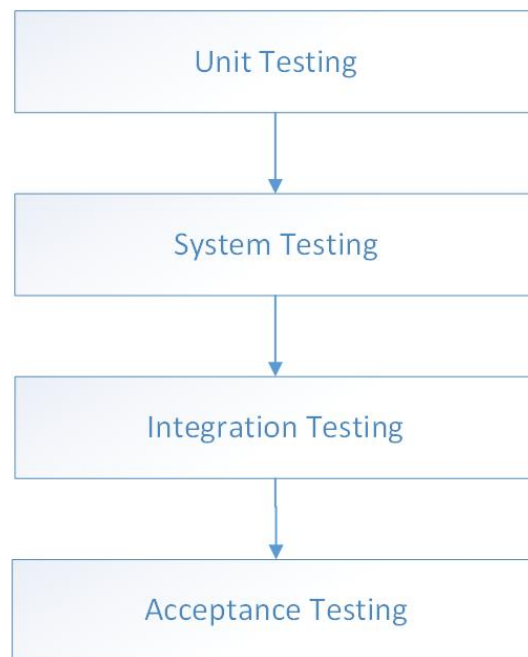 Unit Testing
System Testing
Integration Testing
Acceptance Testing